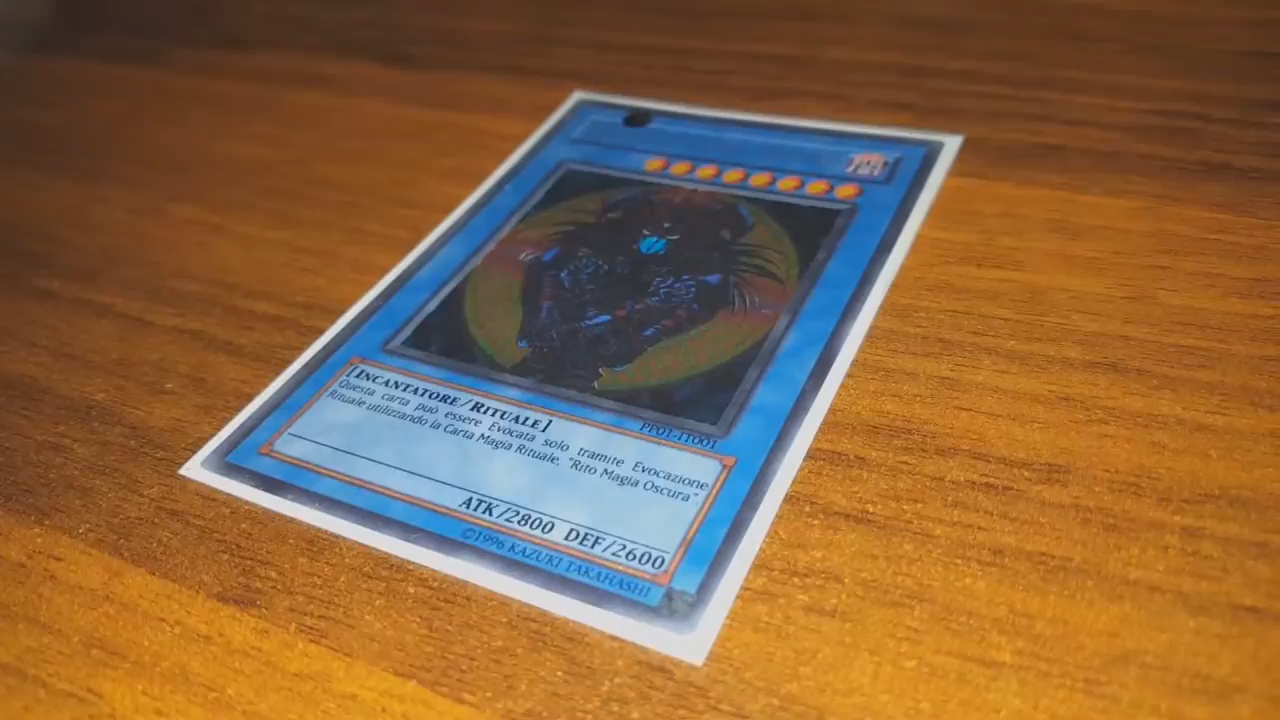 PP01-IT001
[INCANTATORE/RITUALE]
Questa carta può essere Evocata solo tramite Evocazione
Rituale utilizzando la Carta Magia Rituale, "Rito Magia Oscura".
ATK/2800 DEF/2600
©1996 KAZUKI TAKAHASHI